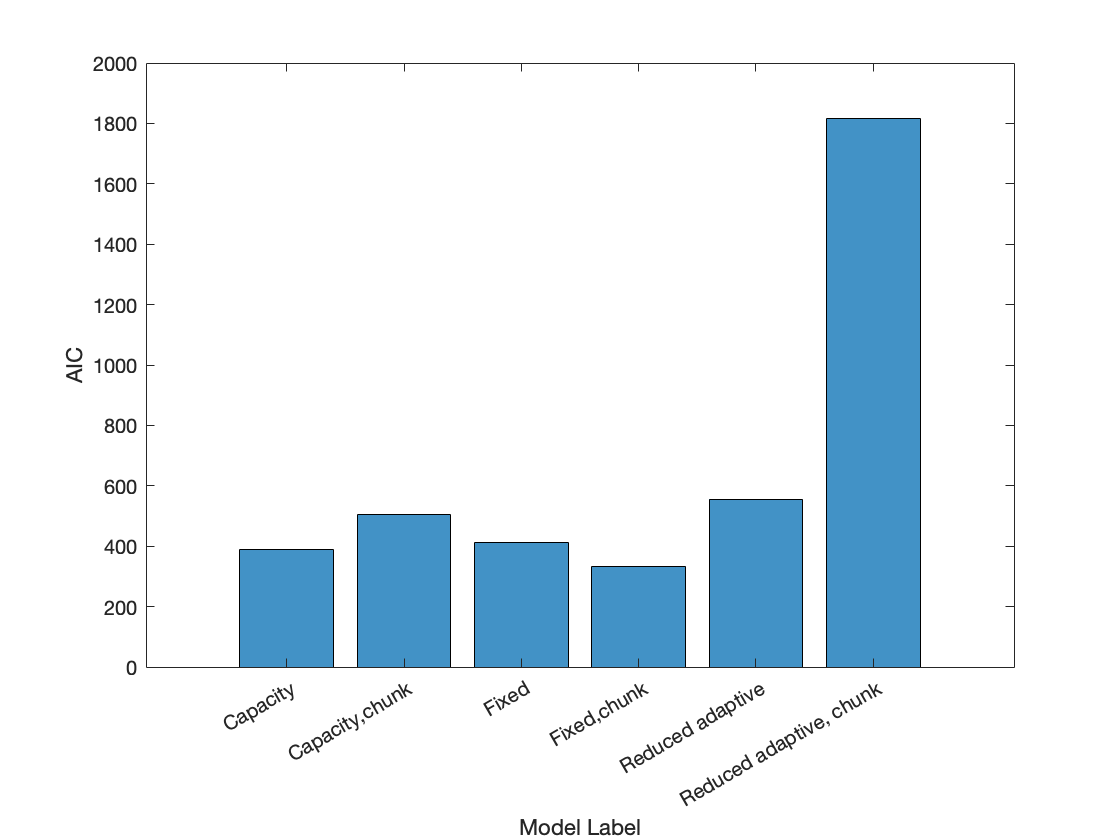 2000
1800
1600
1400
1200
1000
800
600
400
200
0
AIC
Capacity
Capacity,chunk
Fixed
Fixed,chunk
Reduced adaptive
Reduced adaptive, chunk
Model Label